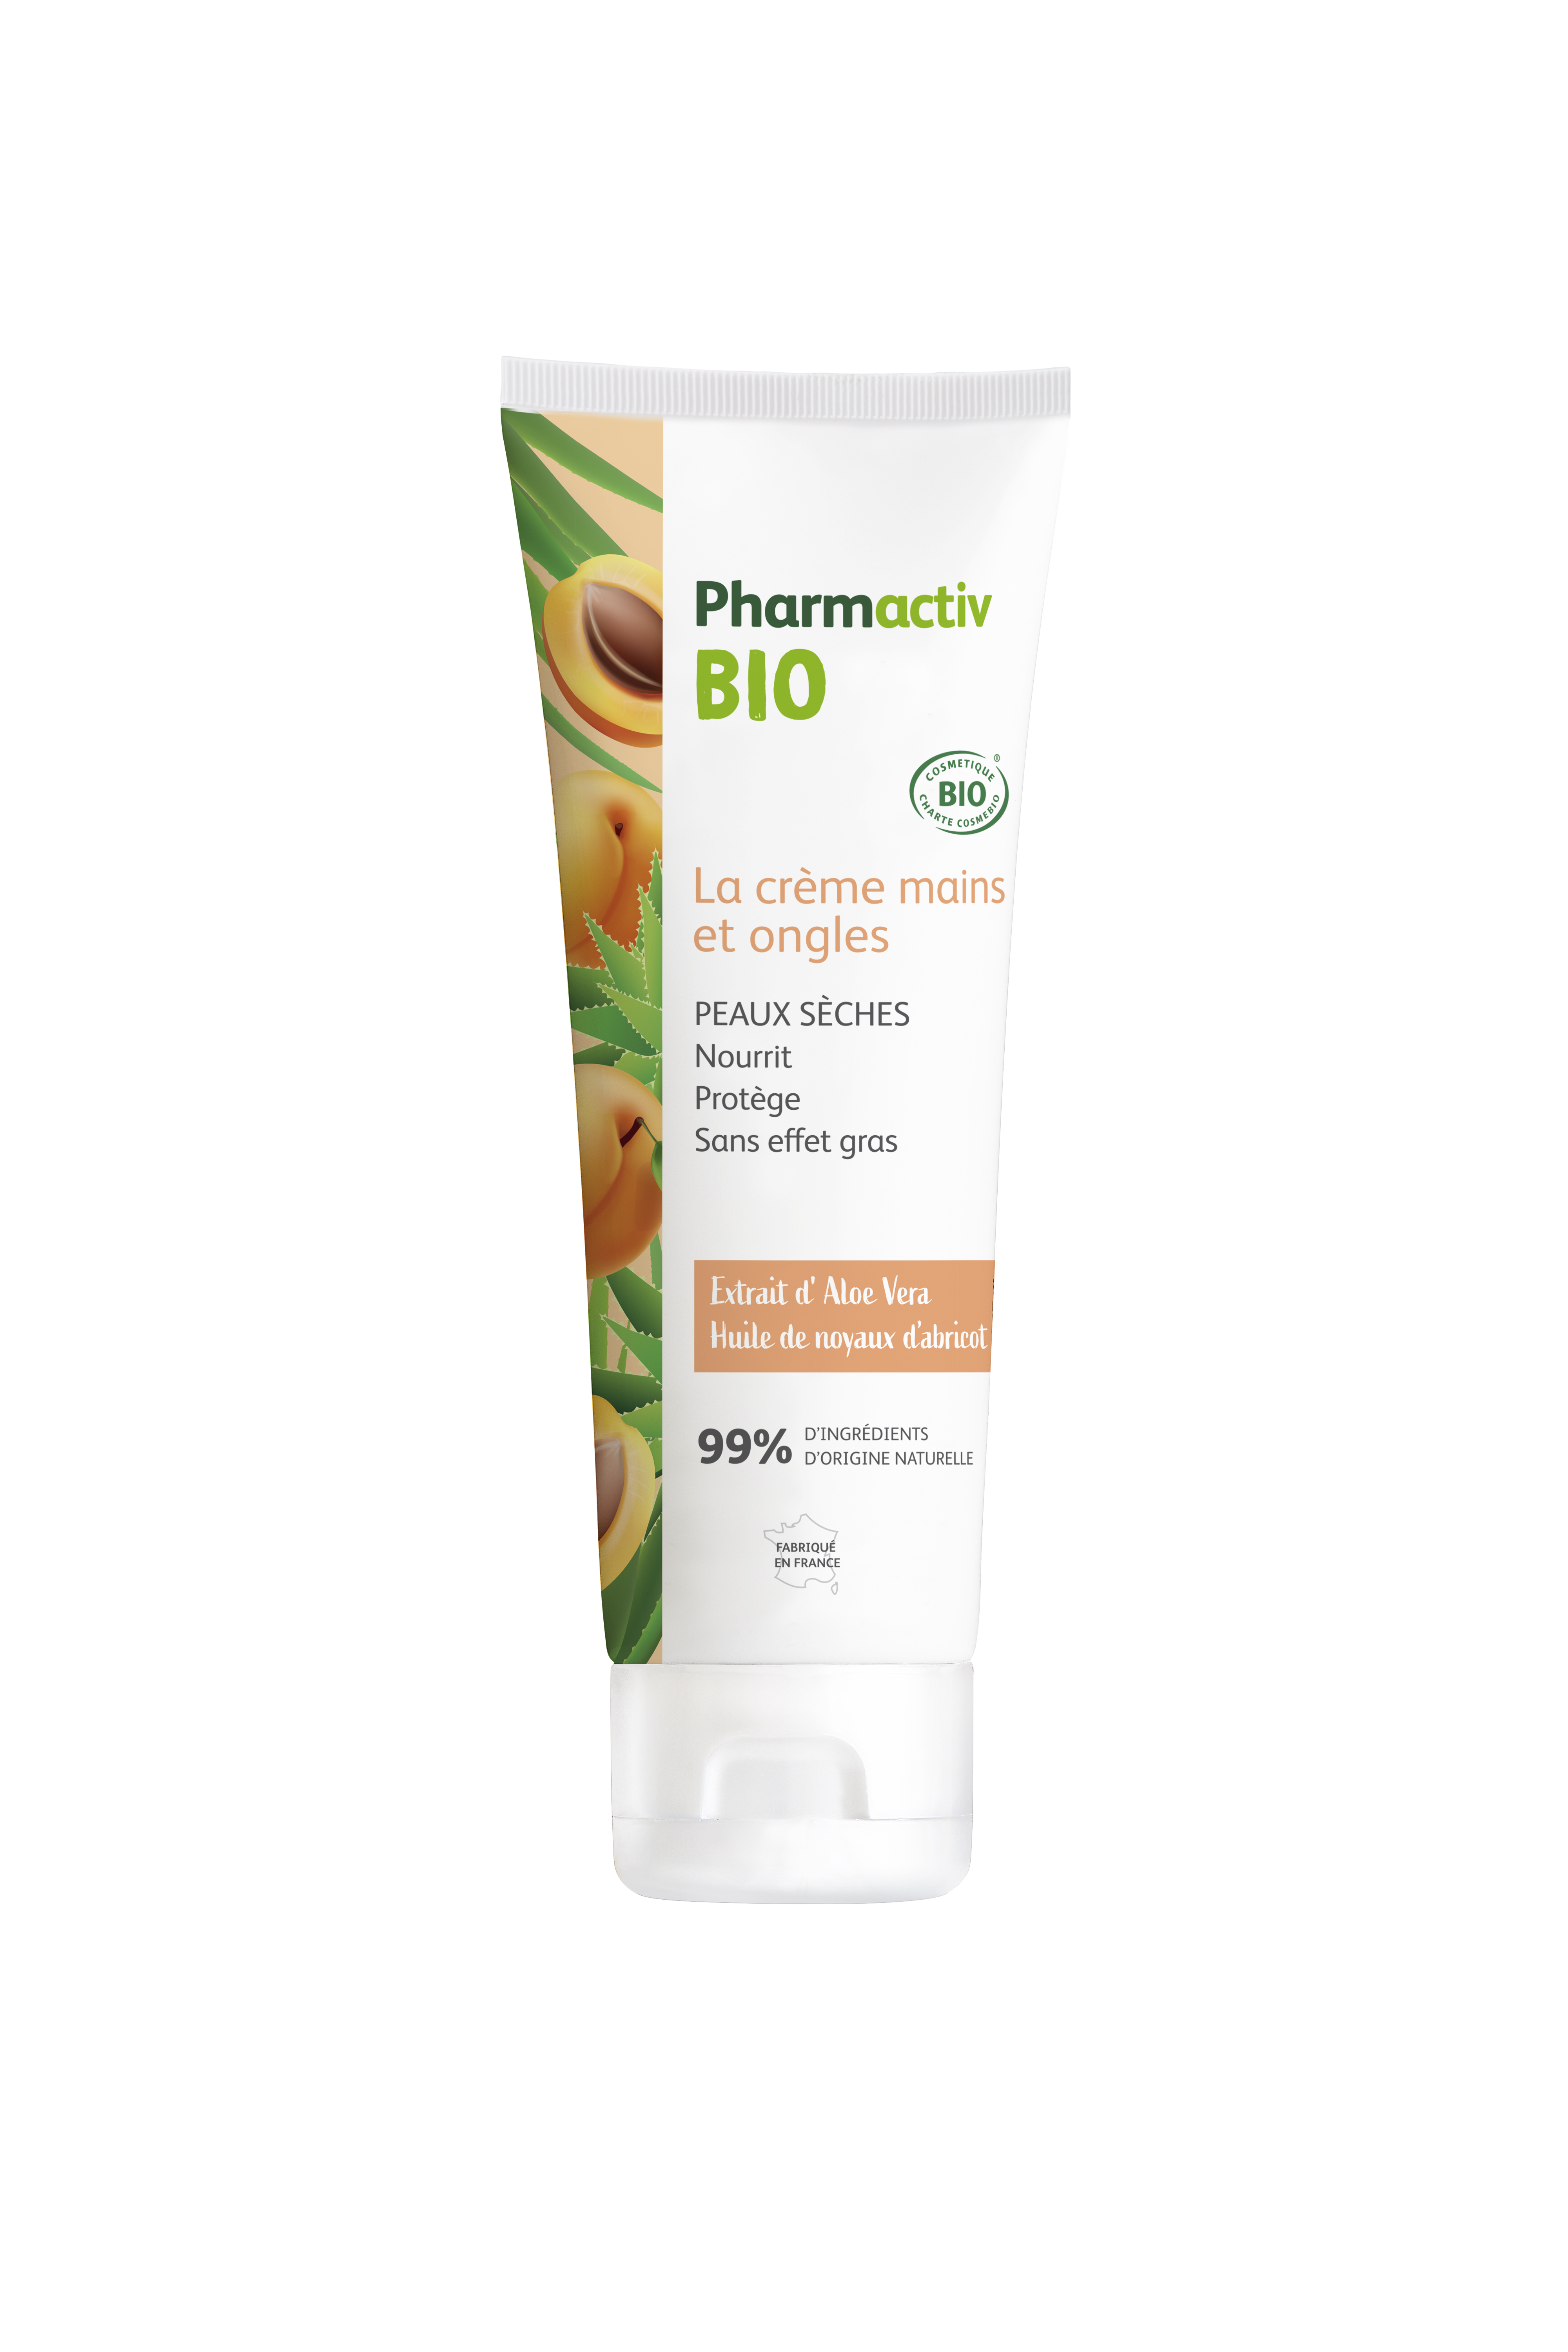 Pharmactiv
BIO
COSMETIQUE
BIO
CHARTE COSMEBIO
®
La crème mains
et ongles
PEAUX SÈCHES
Nourrit
Protège
Sans effet gras
Extrait d' Aloe Vera
Huile de noyaux d'abricot
99% D'INGRÉDIENTS
D'ORIGINE NATURELLE
FABRIQUÉ
EN FRANCE